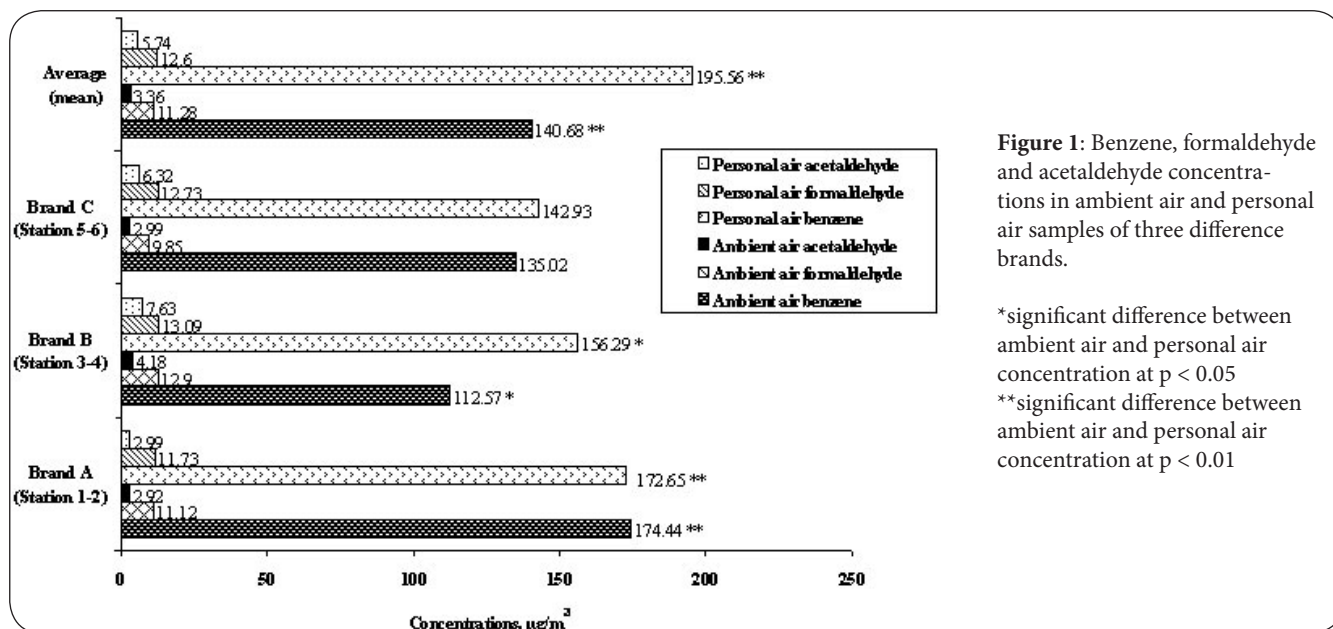 Average
(mean)
5.74
12.6
195.56 **
3.36
11.28
140.68 **
Brand C
(Station 5-6)
6.32
12.73
142.93
2.99
9.85
135.02
Brand B
(Station 3-4)
7.63
13.09
156.29 *
4.18
12.9
112.57 *
Brand A
(Station 1-2)
2.99
11.73
172.65 **
2.92
11.12
174.44 **
0
50
100
150
200
250
Concentrations, µg/m³
Personal air acetaldehyde
Personal air formaldehyde
Personal air benzene
Ambient air acetaldehyde
Ambient air formaldehyde
Ambient air benzene
Figure 1: Benzene, formaldehyde
and acetaldehyde concentra-
tions in ambient air and personal
air samples of three difference
brands.
*significant difference between
ambient air and personal air
concentration at p < 0.05
**significant difference between
ambient air and personal air
concentration at p < 0.01